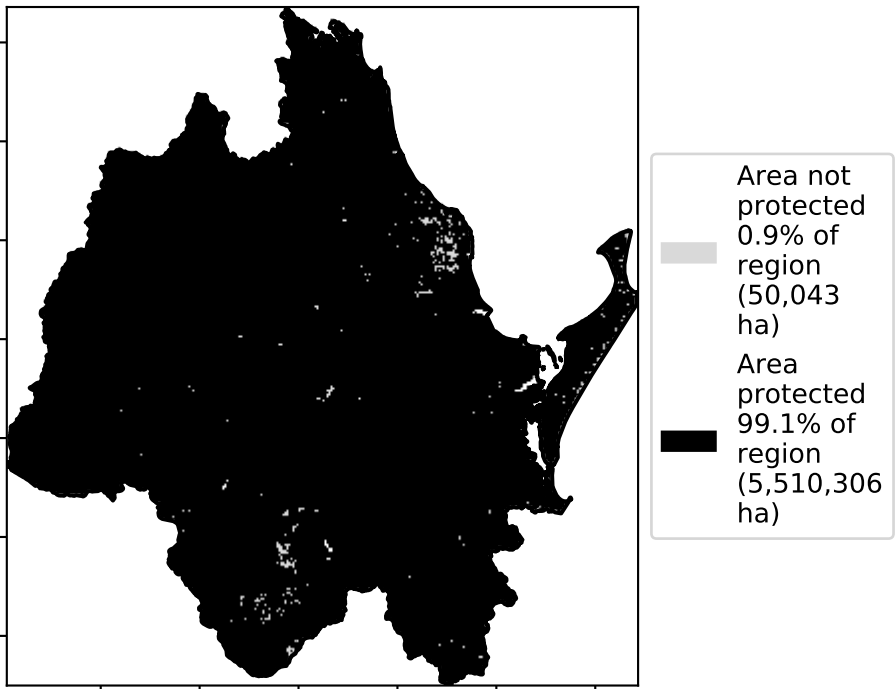 Area not
protected
0.9% of
region
(50,043
ha)
Area
protected
99.1% of
region
(5,510,306
ha)